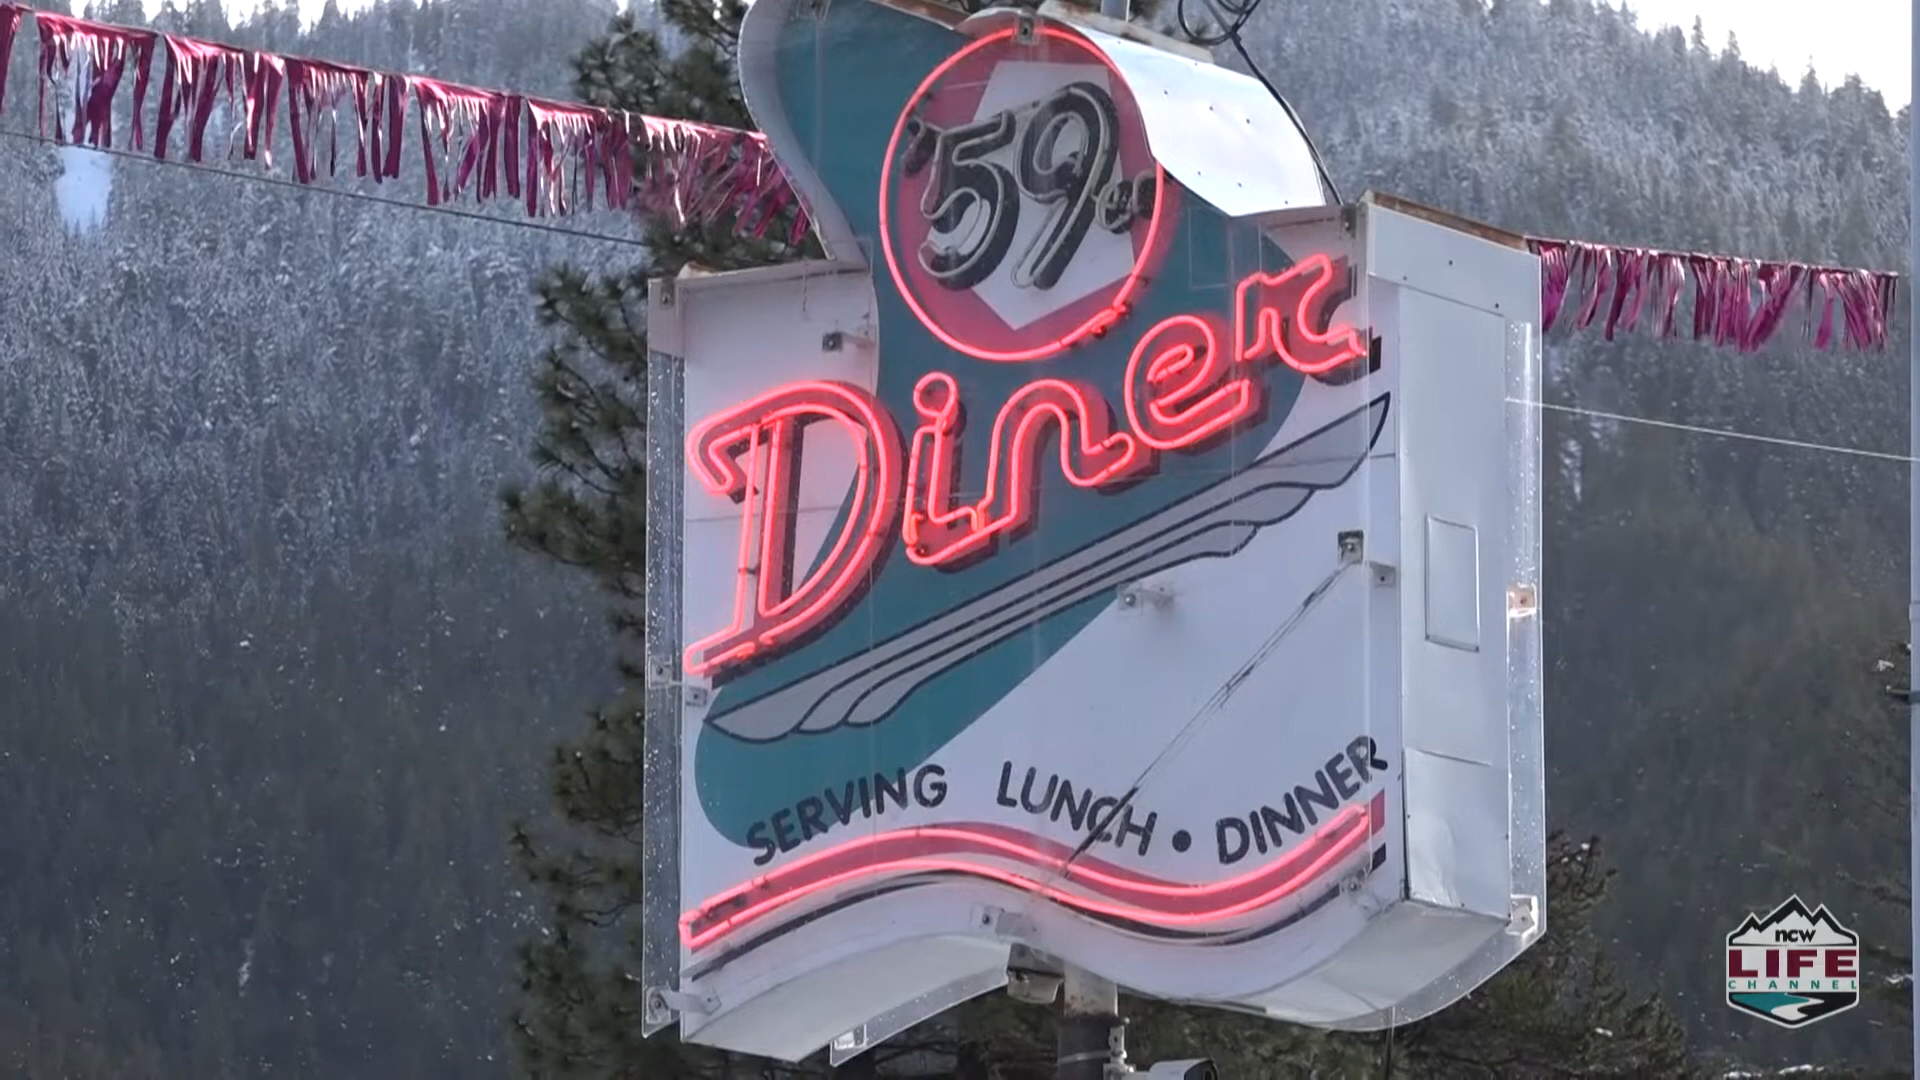 '59er
Diner
SERVING LUNCH • DINNER
ncw
LIFE
CHANNEL